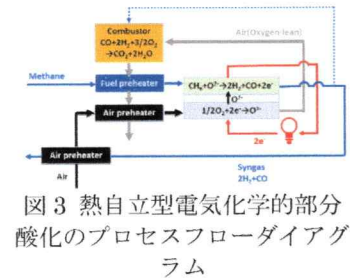 Combustor
CO+2H₂+3/2O₂
→CO₂+2H₂O
Air(Oxygen lean)
Methane
Fuel preheater
CH₄+O²⁻→2H₂+CO+2e⁻
O²⁻
Air preheater
1/2O₂+2e⁻→O²⁻
2e
Air preheater
Air
Syngas
2H₂+CO
図3 熱自立型電気化学的部分
酸化のプロセスフローダイアグ
ラム